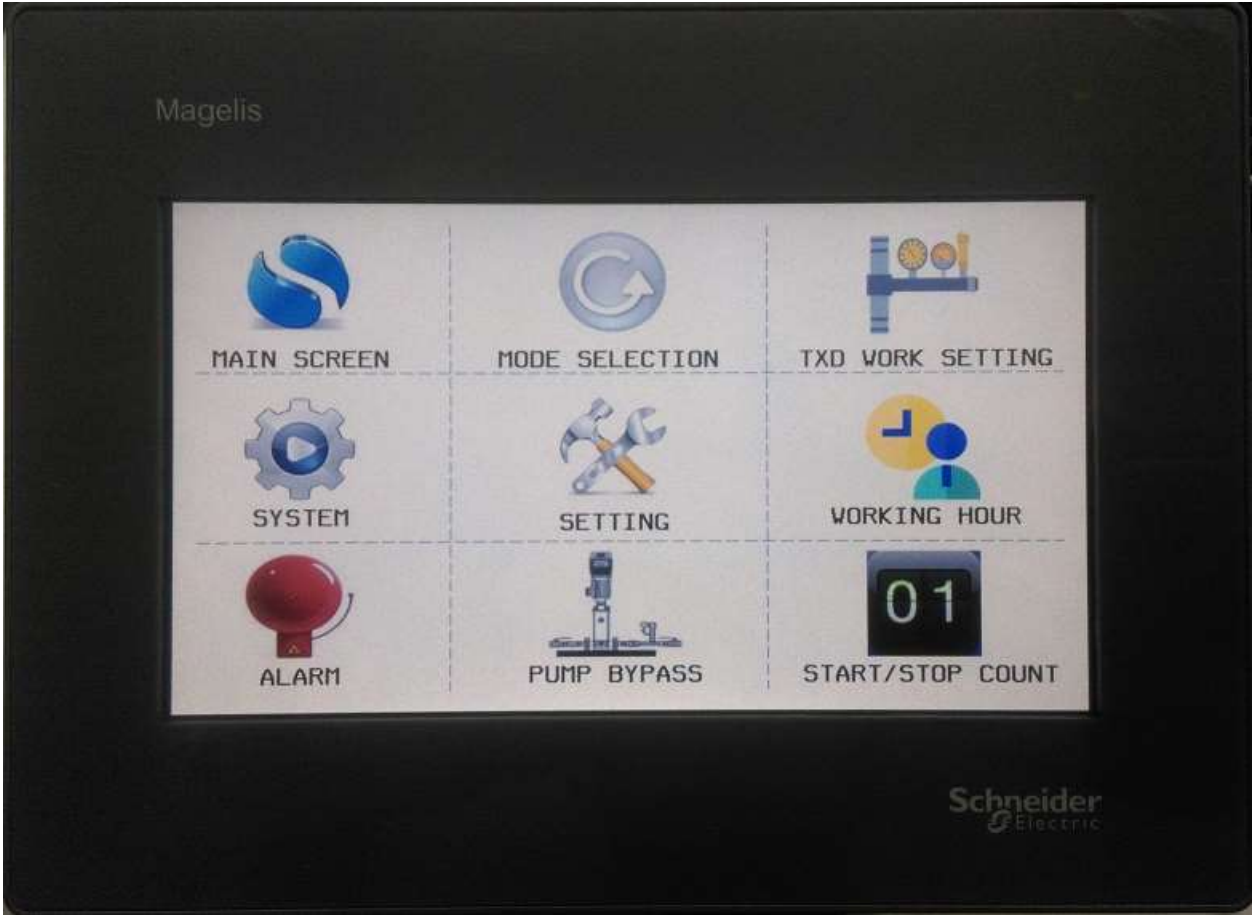 Magelis
MAIN SCREEN
MODE SELECTION
TXD WORK SETTING
SYSTEM
SETTING
WORKING HOUR
ALARM
PUMP BYPASS
01
START/STOP COUNT
Schneider
Electric